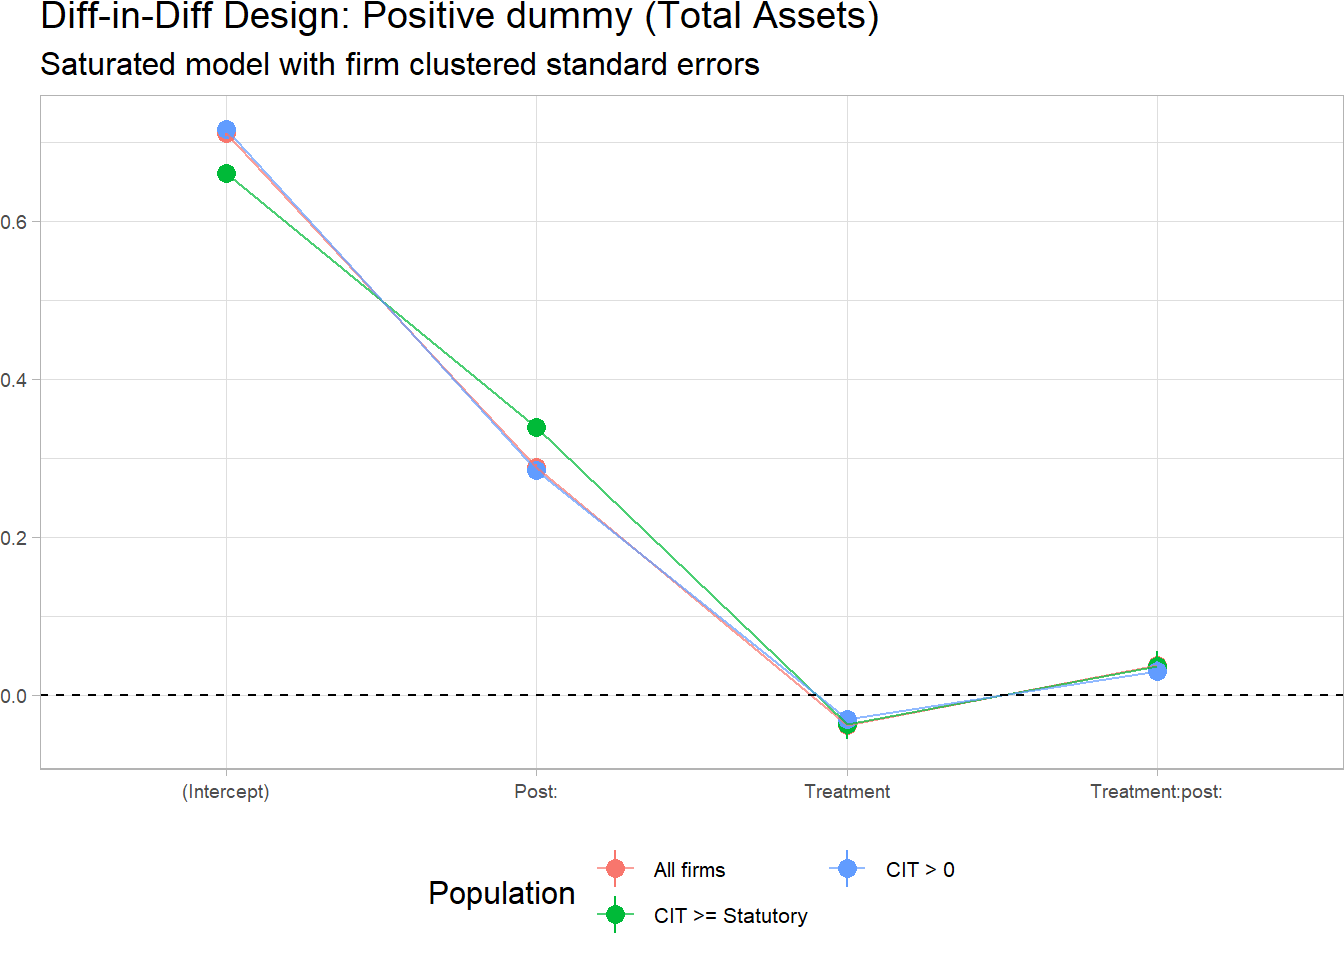 Diff-in-Diff Design: Positive dummy (Total Assets)
Saturated model with firm clustered standard errors
0.6
0.4
0.2
0.0
(Intercept) Post: Treatment Treatment:post:
Population
All firms CIT > 0
CIT >= Statutory